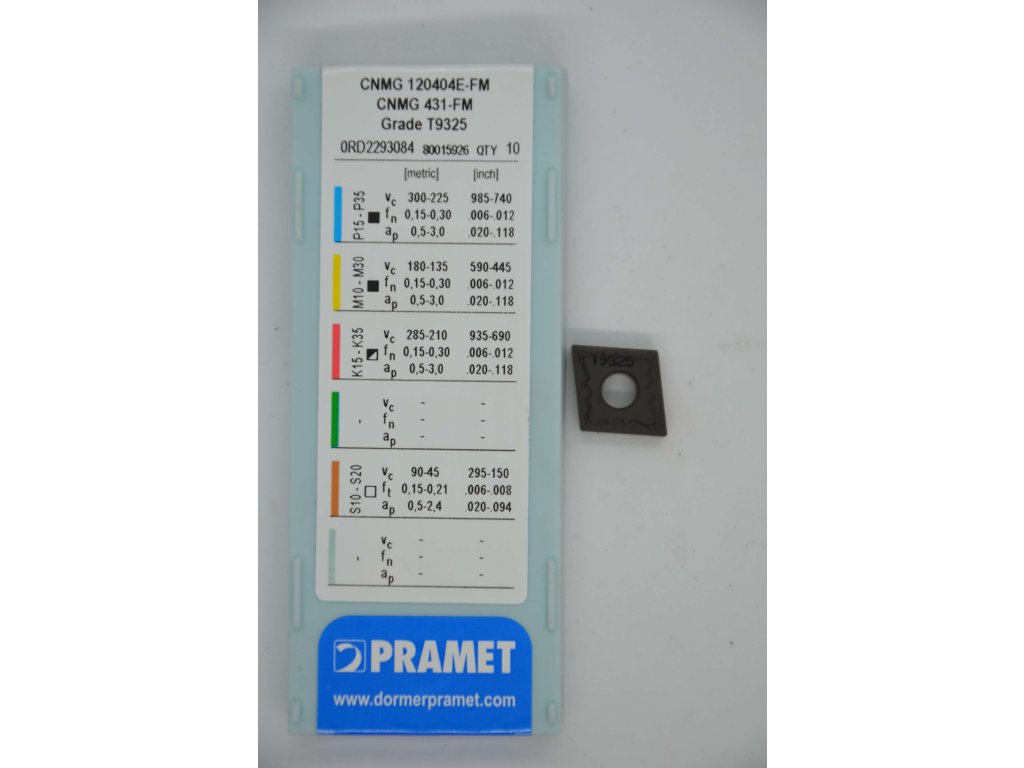 CNMG 120404E-FM
CNMG 431-FM
Grade T9325
0RD2293084 80015926 QTY 10
[metric] [inch]
P15 - P35
vc 300-225 985-740
fn 0,15-0,30 .006-.012
ap 0,5-3,0 .020-.118
M10 - M30
vc 180-135 590-445
fn 0,15-0,30 .006-.012
ap 0,5-3,0 .020-.118
K15 - K35
vc 285-210 935-690
fn 0,15-0,30 .006-.012
ap 0,5-3,0 .020-.118
-
vc - -
fn - -
ap - -
S10 - S20
vc 90-45 295-150
ft 0,15-0,21 .006-.008
ap 0,5-2,4 .020-.094
-
vc - -
fn - -
ap - -
PRAMET
www.dormerpramet.com
T9325